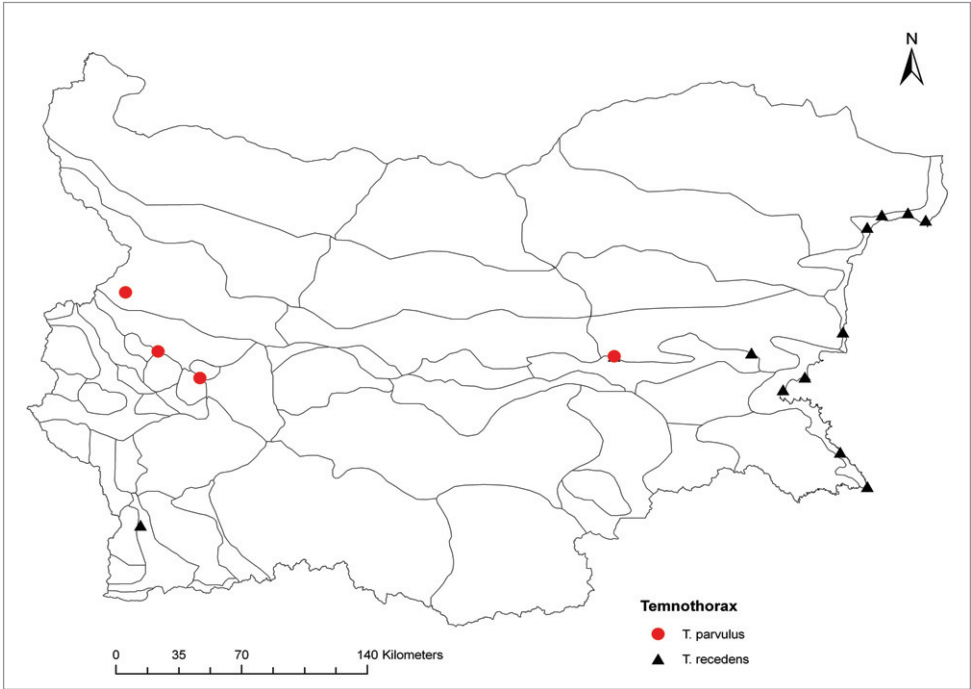 N
Temnothorax
T. parvulus
T. recedens
0 35 70 140 Kilometers